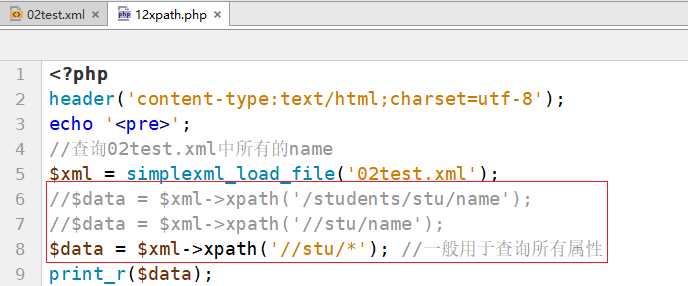 02test.xml × 12xpath.php ×
1 <?php
2 header('content-type:text/html;charset=utf-8');
3 echo '<pre>';
4 //查询02test.xml中所有的name
5 $xml = simplexml_load_file('02test.xml');
6 //$data = $xml->xpath('/students/stu/name');
7 //$data = $xml->xpath('//stu/name');
8 $data = $xml->xpath('//stu/*'); //一般用于查询所有属性
9 print_r($data);